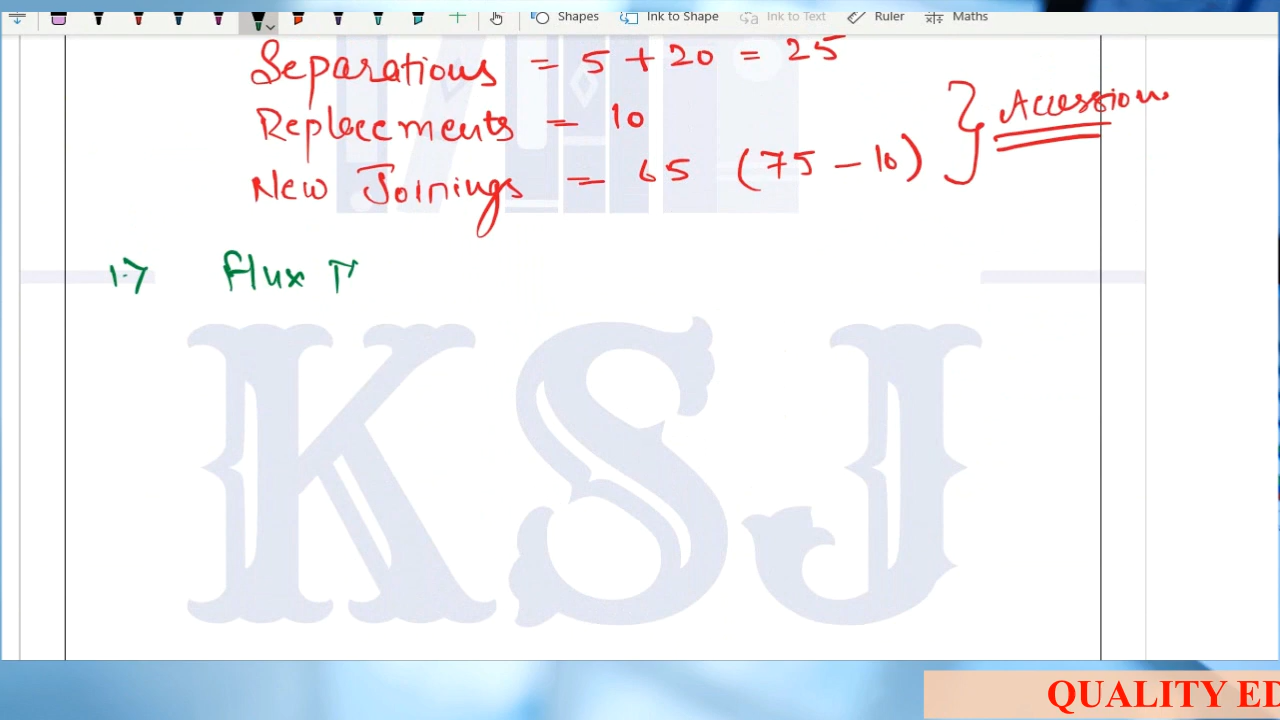 Shapes Ink to Shape Ink to Text Ruler Maths
Separations = 5 + 20 = 25
Replacements = 10
New Joinings = 65 (75 - 10)
} Accessions
1.7 Flux
KSJ
QUALITY ED